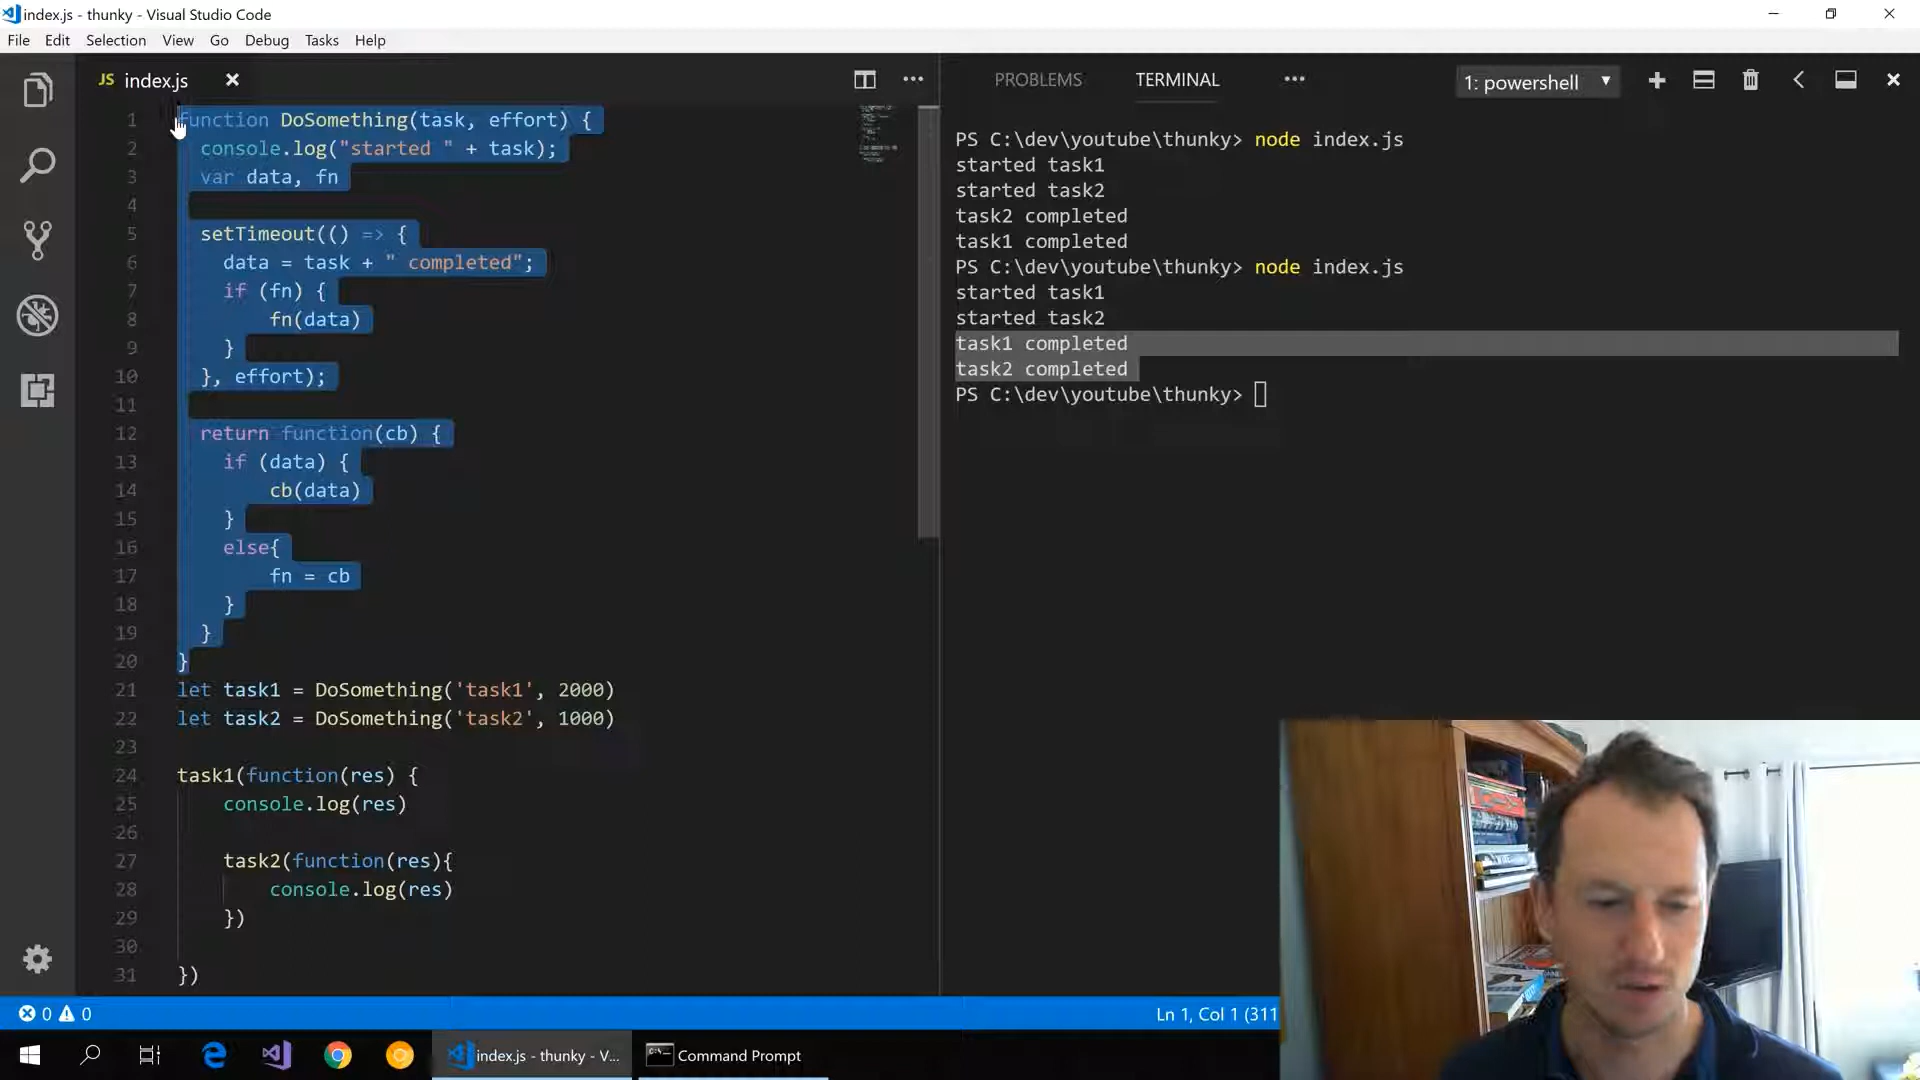 index.js - thunky - Visual Studio Code
File Edit Selection View Go Debug Tasks Help
JS index.js
PROBLEMS TERMINAL 1: powershell
1 function DoSomething(task, effort) {
2 console.log("started " + task);
3 var data, fn
4
5 setTimeout(() => {
6 data = task + " completed";
7 if (fn) {
8 fn(data)
9 }
10 }, effort);
11
12 return function(cb) {
13 if (data) {
14 cb(data)
15 }
16 else{
17 fn = cb
18 }
19 }
20 }
21 let task1 = DoSomething('task1', 2000)
22 let task2 = DoSomething('task2', 1000)
23
24 task1(function(res) {
25 console.log(res)
26
27 task2(function(res){
28 console.log(res)
29 })
30
31 })
PS C:\dev\youtube\thunky> node index.js
started task1
started task2
task2 completed
task1 completed
PS C:\dev\youtube\thunky> node index.js
started task1
started task2
task1 completed
task2 completed
PS C:\dev\youtube\thunky>
0 0
Ln 1, Col 1 (311
index.js - thunky - V...
Command Prompt